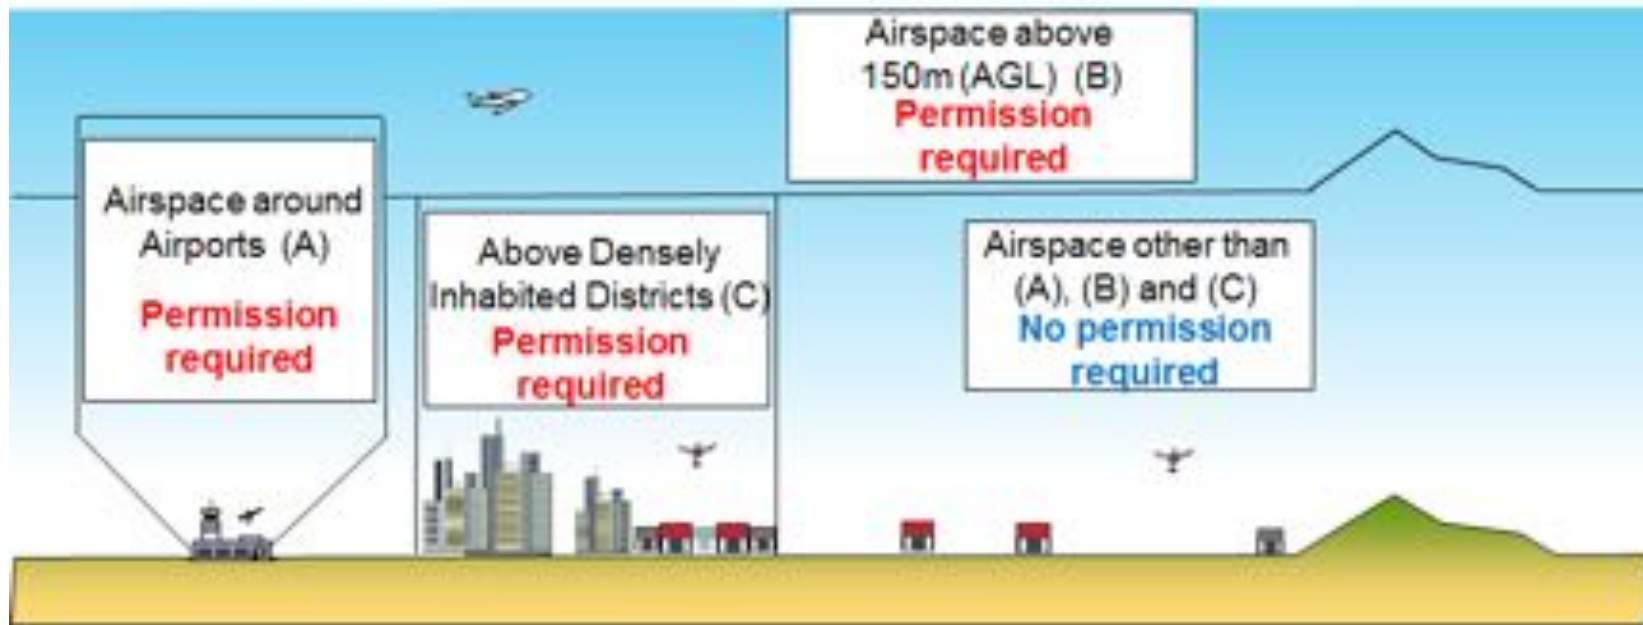 Airspace above
150m (AGL) (B)
Permission
required
Airspace around
Airports (A)
Permission
required
Above Densely
Inhabited Districts (C)
Permission
required
Airspace other than
(A), (B) and (C)
No permission
required